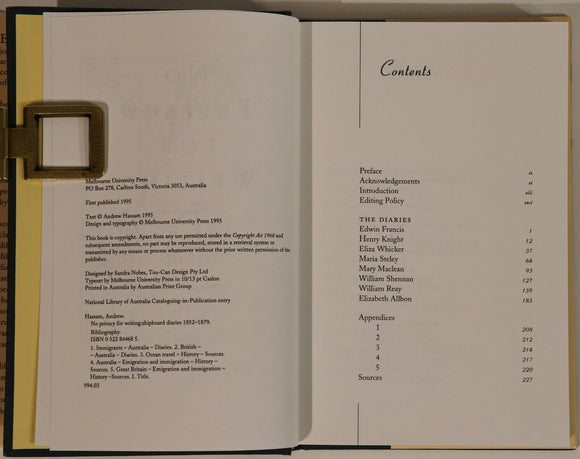 Melbourne University Press
PO Box 278, Carlton South, Victoria 3053, Australia
First published 1995
Text © Andrew Hassam 1995
Design and typography © Melbourne University Press 1995
This book is copyright. Apart from any use permitted under the Copyright Act 1968 and
subsequent amendments, no part may be reproduced, stored in a retrieval system or
transmitted by any means or process whatsoever without the prior written permission of the
publisher.
Designed by Sandra Nobes, Tou-Can Design Pty Ltd
Typeset by Melbourne University Press in 10/13 pt Caslon
Printed in Australia by Australian Print Group
National Library of Australia Cataloguing-in-Publication entry
Hassam, Andrew.
No privacy for writing: shipboard diaries 1852–1879.
Bibliography.
ISBN 0 522 84468 5.
1. Immigrants – Australia – Diaries. 2. British –
– Australia – Diaries. 3. Ocean travel – History – Sources.
4. Australia – Emigration and immigration – History –
Sources. 5. Great Britain – Emigration and immigration –
History – Sources. I. Title.
994.03
Contents
Preface ix
Acknowledgements xi
Introduction xiii
Editing Policy xxi
THE DIARIES
Edwin Francis 1
Henry Knight 12
Eliza Whicker 37
Maria Steley 64
Mary Maclean 93
William Shennan 127
William Reay 159
Elizabeth Allbon 185
Appendices
1 208
2 212
3 214
4 217
5 220
Sources 227